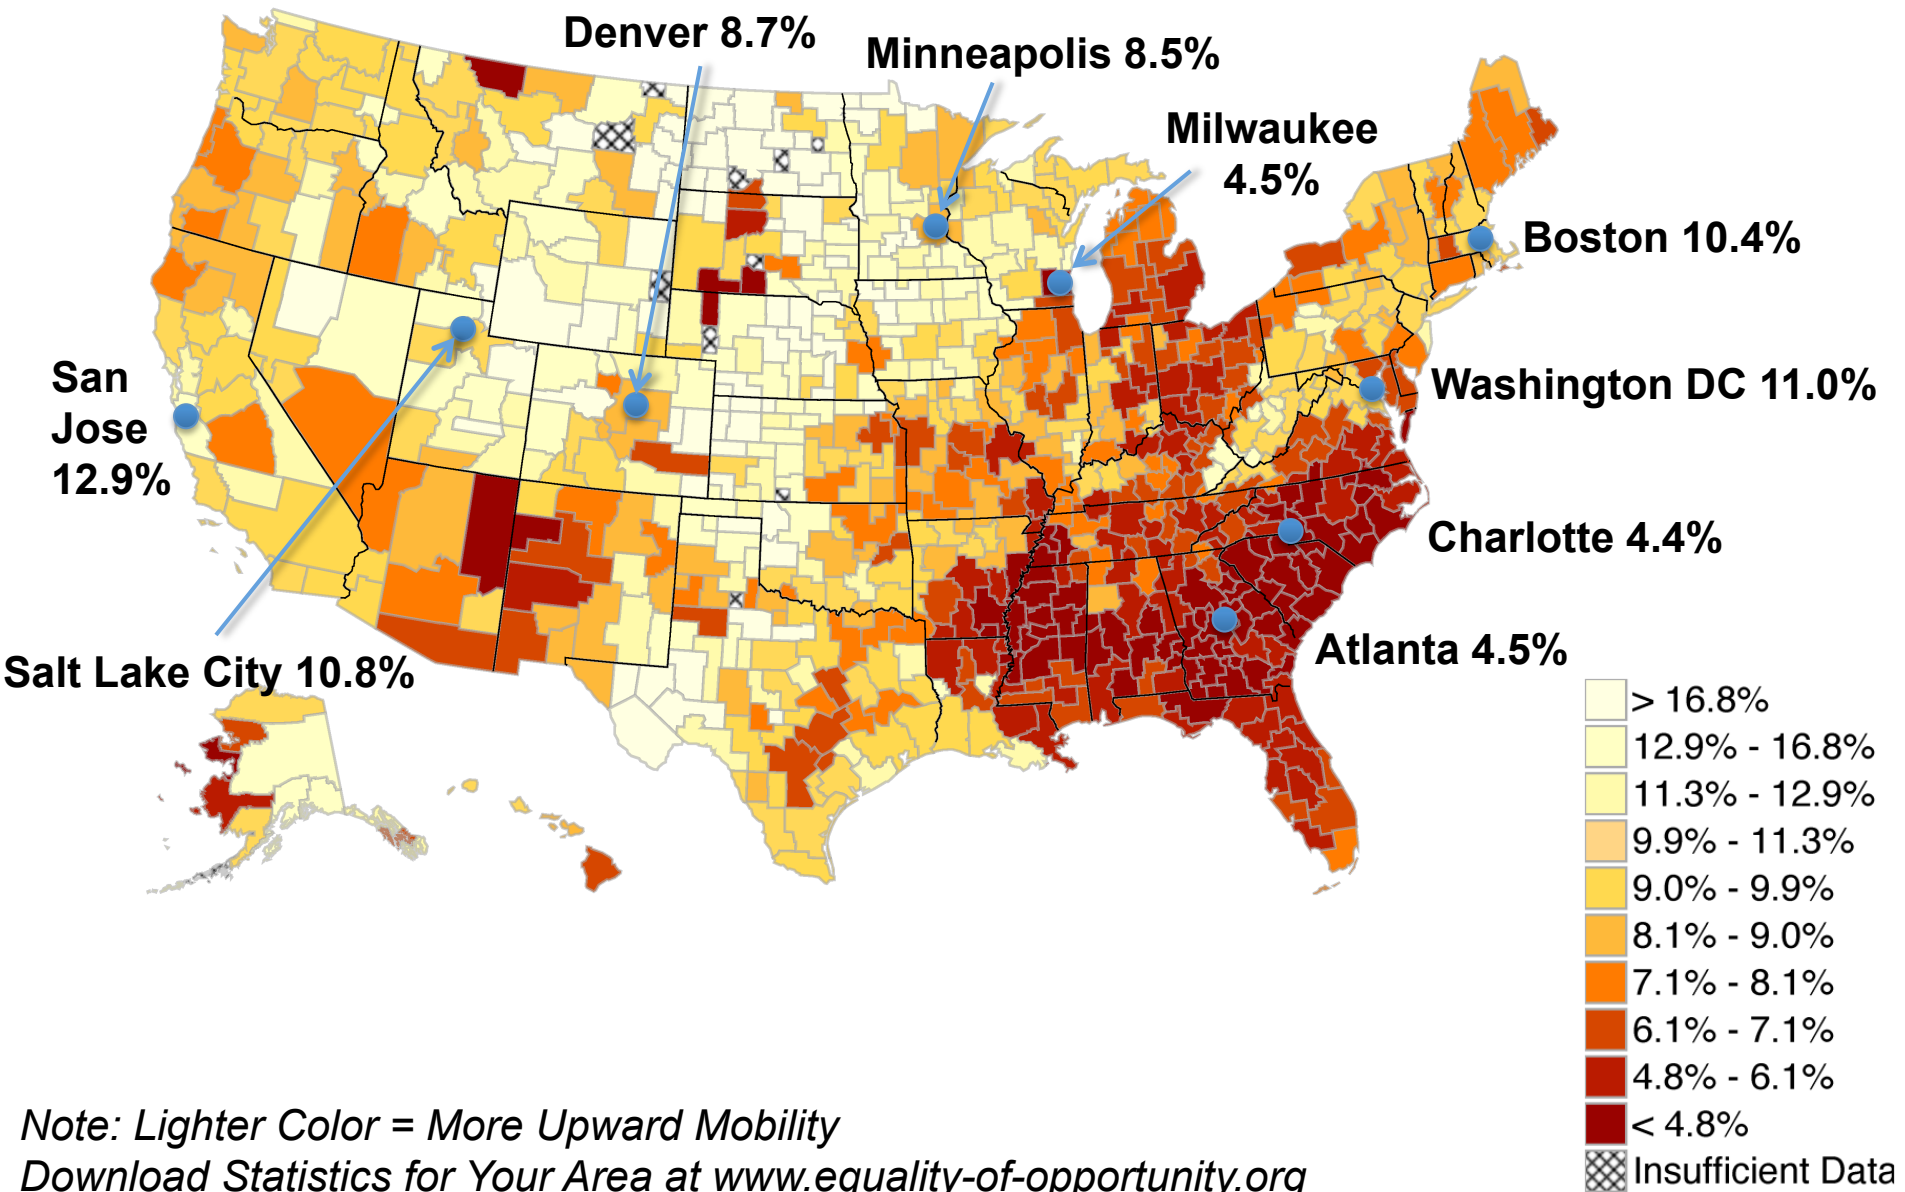 Denver 8.7%
Minneapolis 8.5%
Milwaukee
4.5%
Boston 10.4%
San
Jose
12.9%
Washington DC 11.0%
Charlotte 4.4%
Atlanta 4.5%
Salt Lake City 10.8%
> 16.8%
12.9% - 16.8%
11.3% - 12.9%
9.9% - 11.3%
9.0% - 9.9%
8.1% - 9.0%
7.1% - 8.1%
6.1% - 7.1%
4.8% - 6.1%
< 4.8%
Insufficient Data
Note: Lighter Color = More Upward Mobility
Download Statistics for Your Area at www.equality-of-opportunity.org